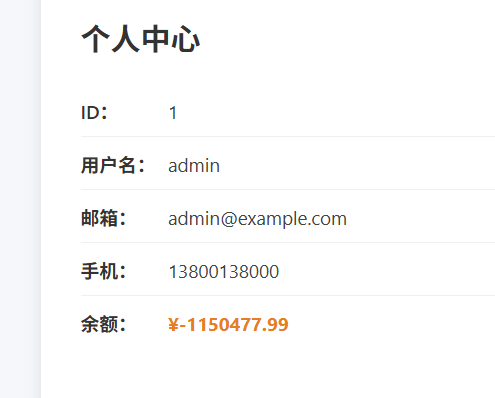 个人中心
ID： 1
用户名： admin
邮箱： admin@example.com
手机： 13800138000
余额： ¥-1150477.99